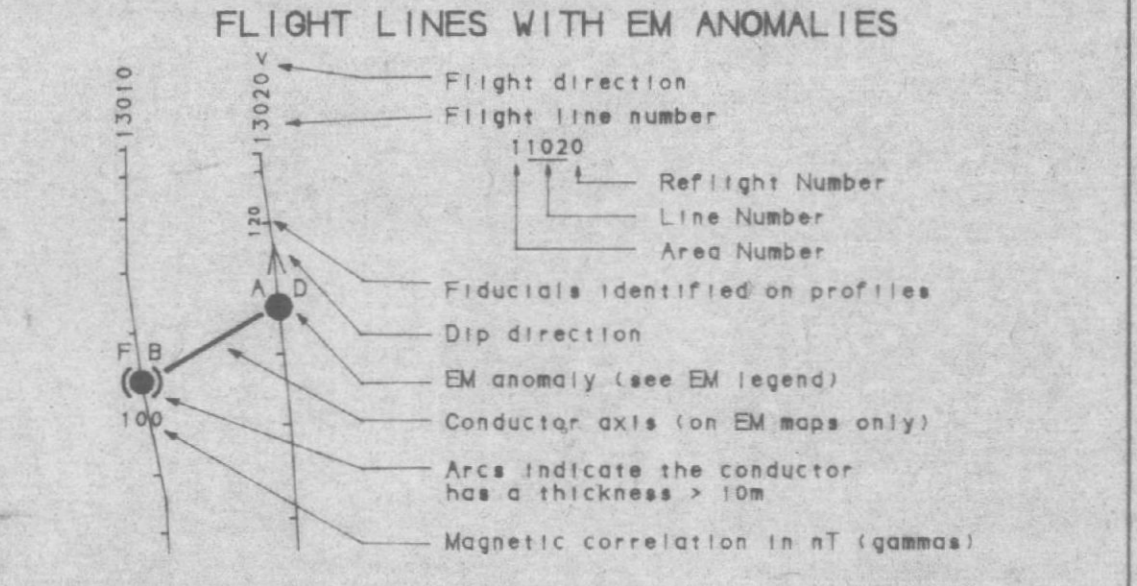 FLIGHT LINES WITH EM ANOMALIES
13010
13020 <
Flight direction
Flight line number
11020
Reflight Number
Line Number
Area Number
120
A D
Fiducials identified on profiles
Dip direction
F B
EM anomaly (see EM legend)
100
Conductor axis (on EM maps only)
Arcs indicate the conductor
has a thickness > 10m
Magnetic correlation in nT (gammas)